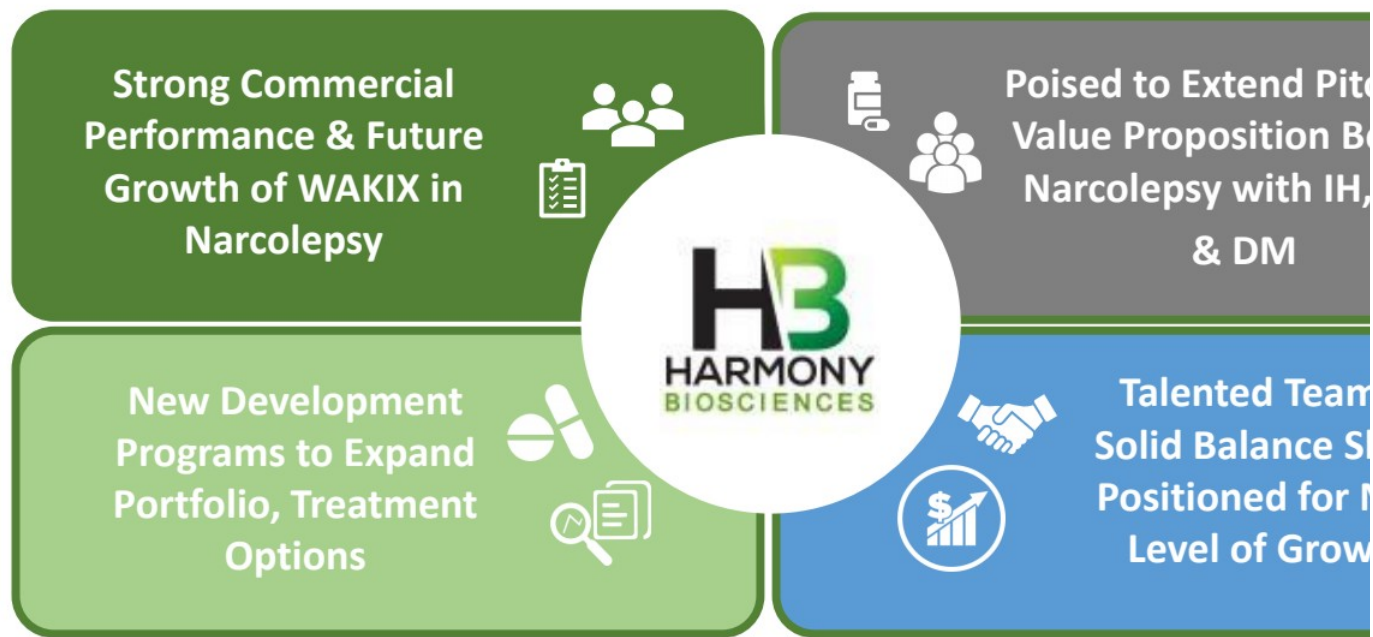 Strong Commercial
Performance & Future
Growth of WAKIX in
Narcolepsy
Poised to Extend
Value Proposition
Narcolepsy with IH,
& DM
HB
HARMONY
BIOSCIENCES
New Development
Programs to Expand
Portfolio, Treatment
Options
Talented Team
Solid Balance
Positioned for
Level of
$